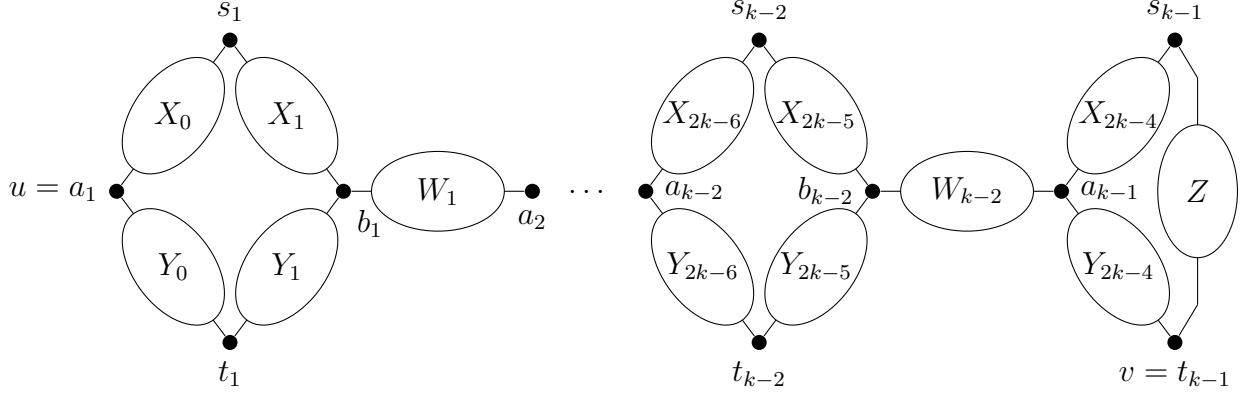 s_1 s_{k−2} s_{k−1}
X_0 X_1 X_{2k−6} X_{2k−5} X_{2k−4}
u = a_1 b_1 W_1 a_2 ⋯ a_{k−2} b_{k−2} W_{k−2} a_{k−1} Z
Y_0 Y_1 Y_{2k−6} Y_{2k−5} Y_{2k−4}
t_1 t_{k−2} v = t_{k−1}